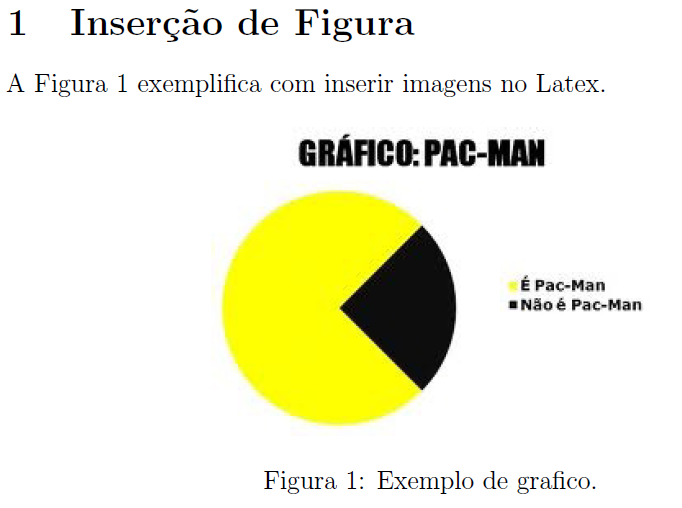 1 Inserção de Figura
A Figura 1 exemplifica com inserir imagens no Latex.
GRÁFICO: PAC-MAN
É Pac-Man
Não é Pac-Man
Figura 1: Exemplo de grafico.